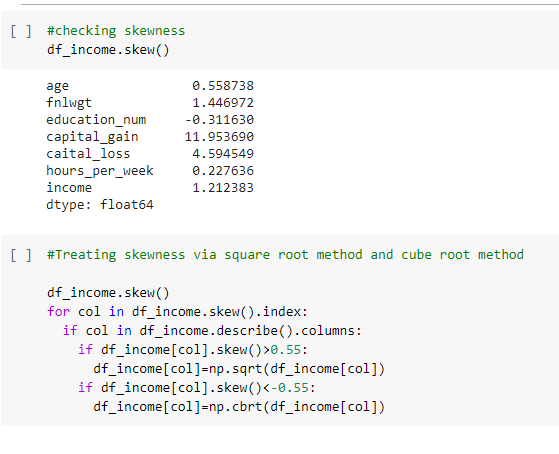 [ ] #checking skewness
df_income.skew()
age 0.558738
fnlwgt 1.446972
education_num -0.311630
capital_gain 11.953690
caital_loss 4.594549
hours_per_week 0.227636
income 1.212383
dtype: float64
[ ] #Treating skewness via square root method and cube root method
df_income.skew()
for col in df_income.skew().index:
if col in df_income.describe().columns:
if df_income[col].skew()>0.55:
df_income[col]=np.sqrt(df_income[col])
if df_income[col].skew()<-0.55:
df_income[col]=np.cbrt(df_income[col])